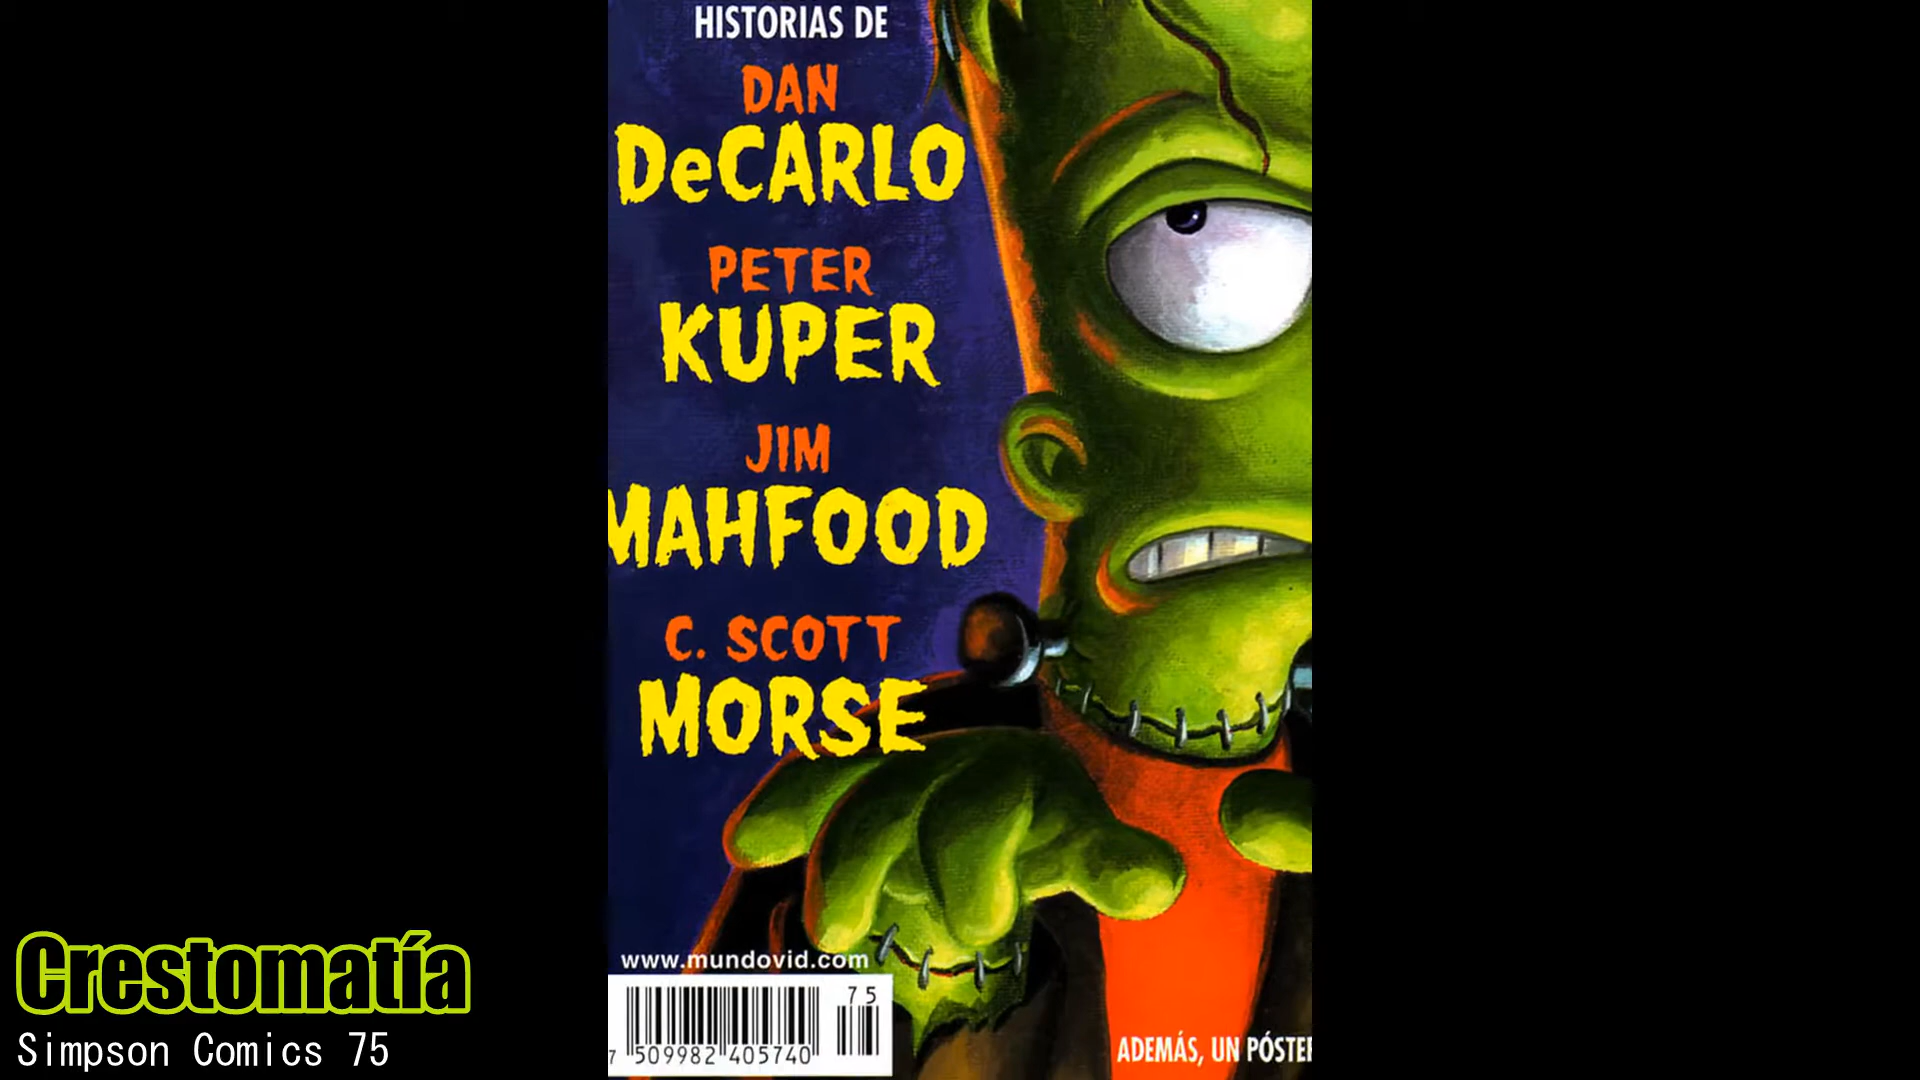 HISTORIAS DE
DAN
DeCARLO
PETER
KUPER
JIM
MAHFOOD
C. SCOTT
MORSE
www.mundovid.com
75
7 509982 405740
ADEMÁS, UN PÓSTER
Crestomatía
Simpson Comics 75